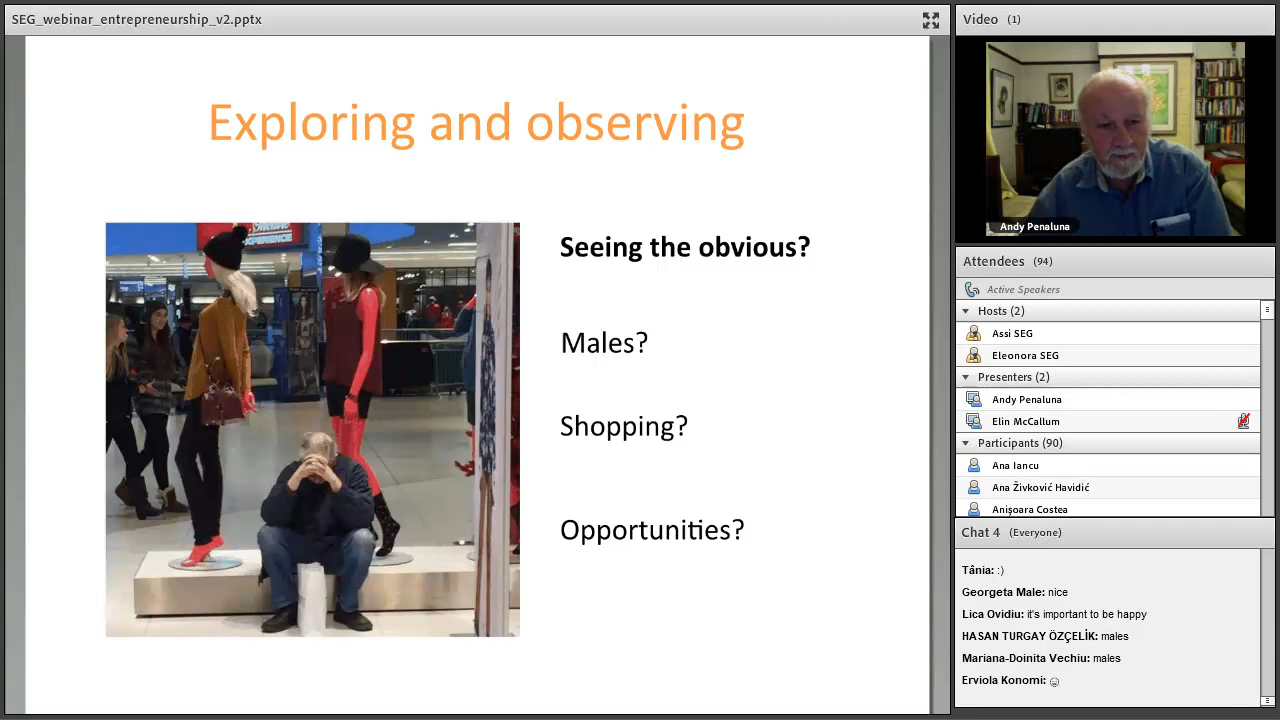 SEG_webinar_entrepreneurship_v2.pptx
Exploring and observing
EXPERIENCE
Seeing the obvious?
Males?
Shopping?
Opportunities?
Video (1)
Andy Penaluna
Attendees (94)
Active Speakers
Hosts (2)
Assi SEG
Eleonora SEG
Presenters (2)
Andy Penaluna
Elin McCallum
Participants (90)
Ana Iancu
Ana Živković Havidić
Anişoara Costea
Chat 4 (Everyone)
Tânia: :)
Georgeta Male: nice
Lica Ovidiu: it's important to be happy
HASAN TURGAY ÖZÇELİK: males
Mariana-Doinita Vechiu: males
Erviola Konomi: ☺